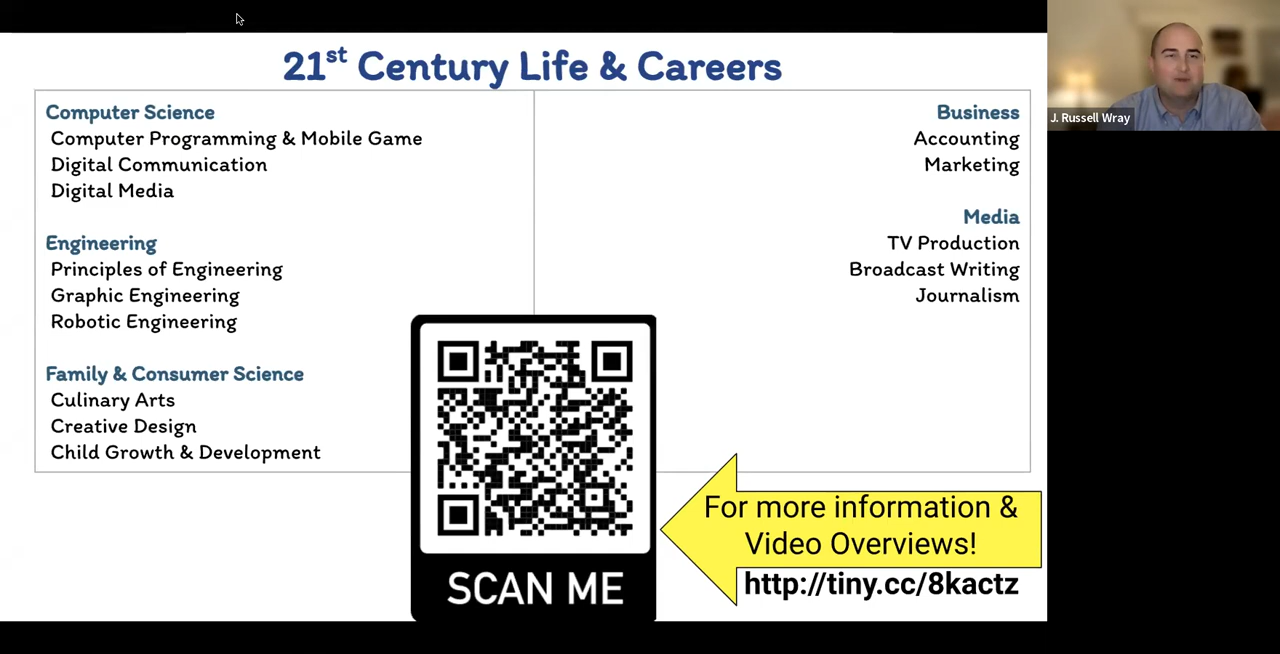 21st Century Life & Careers
Computer Science
Computer Programming & Mobile Game
Digital Communication
Digital Media
Engineering
Principles of Engineering
Graphic Engineering
Robotic Engineering
Family & Consumer Science
Culinary Arts
Creative Design
Child Growth & Development
Business
Accounting
Marketing
Media
TV Production
Broadcast Writing
Journalism
SCAN ME
For more information &
Video Overviews!
http://tiny.cc/8kactz
J. Russell Wray